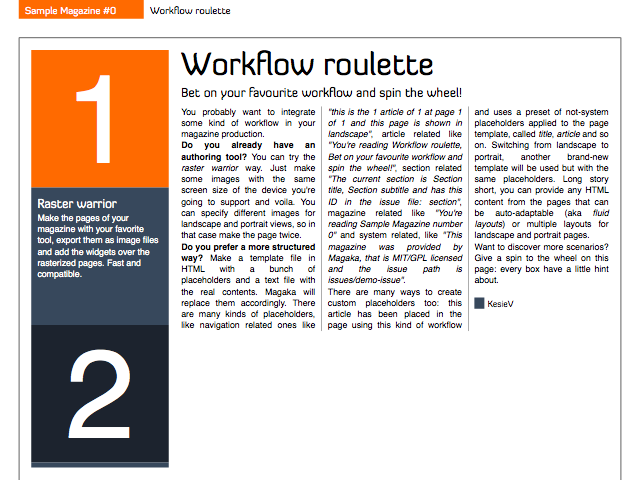 Sample Magazine #0
Workflow roulette
1
Raster warrior
Make the pages of your
magazine with your favorite
tool, export them as image files
and add the widgets over the
rasterized pages. Fast and
compatible.
2
Workflow roulette
Bet on your favourite workflow and spin the wheel!
You probably want to integrate
some kind of workflow in your
magazine production.
Do you already have an
authoring tool? You can try the
raster warrior way. Just make
some images with the same
screen size of the device you're
going to support and voila. You
can specify different images for
landscape and portrait views, so in
that case make the page twice.
Do you prefer a more structured
way? Make a template file in
HTML with a bunch of
placeholders and a text file with
the real contents. Magaka will
replace them accordingly. There
are many kinds of placeholders,
like navigation related ones like
"this is the 1 article of 1 at page 1
of 1 and this page is shown in
landscape", article related like
"You're reading Workflow roulette,
Bet on your favourite workflow and
spin the wheel!", section related
"The current section is Section
title, Section subtitle and has this
ID in the issue file: section",
magazine related like "You're
reading Sample Magazine number
0" and system related, like "This
magazine was provided by
Magaka, that is MIT/GPL licensed
and the issue path is
issues/demo-issue".
There are many ways to create
custom placeholders too: this
article has been placed in the
page using this kind of workflow
and uses a preset of not-system
placeholders applied to the page
template, called title, article and so
on. Switching from landscape to
portrait, another brand-new
template will be used but with the
same placeholders. Long story
short, you can provide any HTML
content from the pages that can
be auto-adaptable (aka fluid
layouts) or multiple layouts for
landscape and portrait pages.
Want to discover more scenarios?
Give a spin to the wheel on this
page: every box have a little hint
about.
KesieV